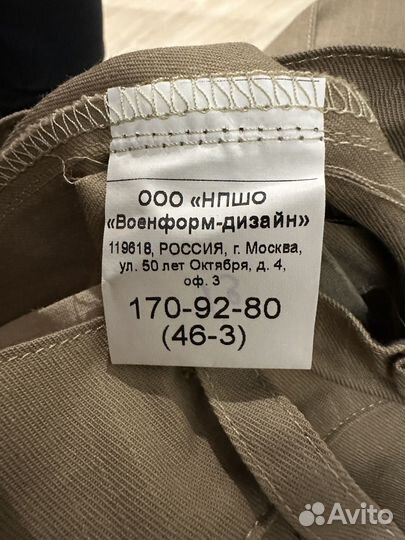 ООО «НПШО
«Военформ-дизайн»
119618, РОССИЯ, г. Москва,
ул. 50 лет Октября, д. 4,
оф. 3
170-92-80
(46-3)
Avito